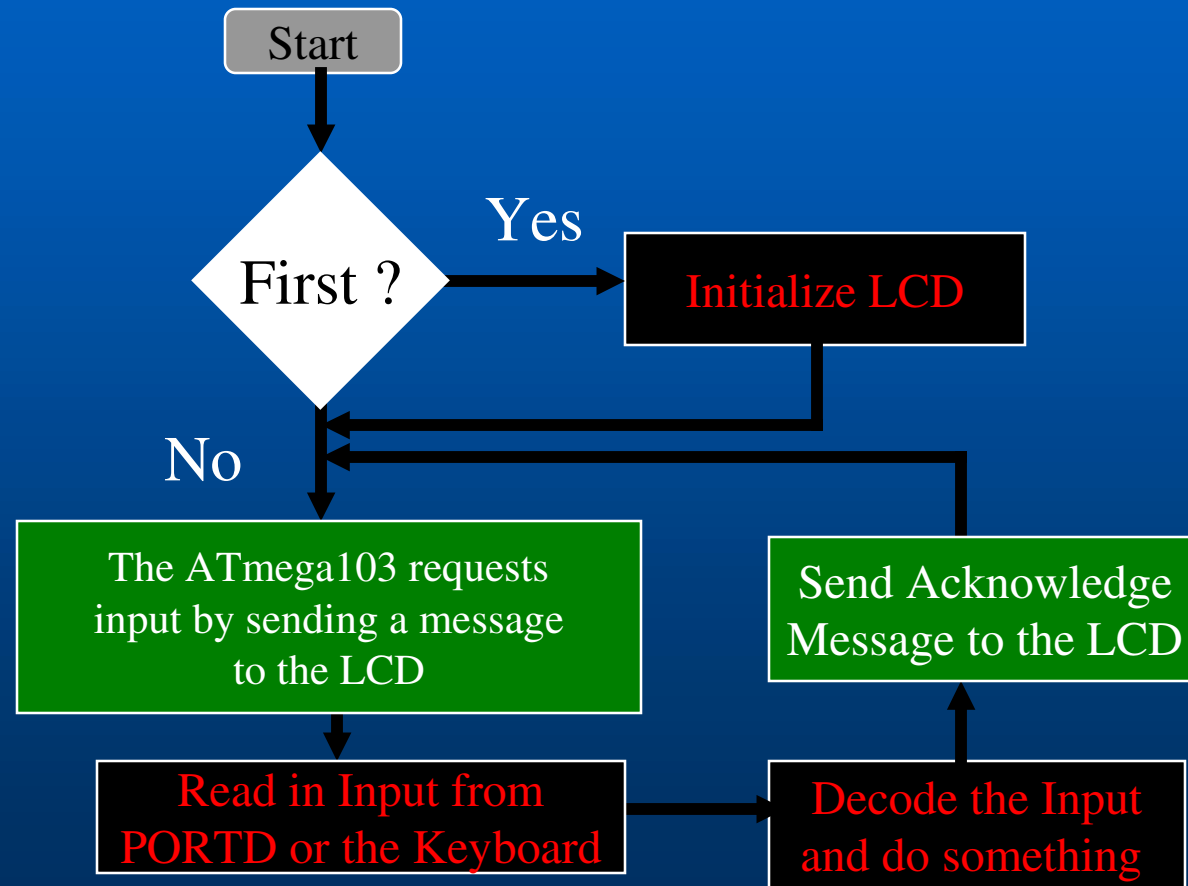 Start
First ?
Yes
Initialize LCD
No
The ATmega103 requests
input by sending a message
to the LCD
Read in Input from
PORTD or the Keyboard
Decode the Input
and do something
Send Acknowledge
Message to the LCD